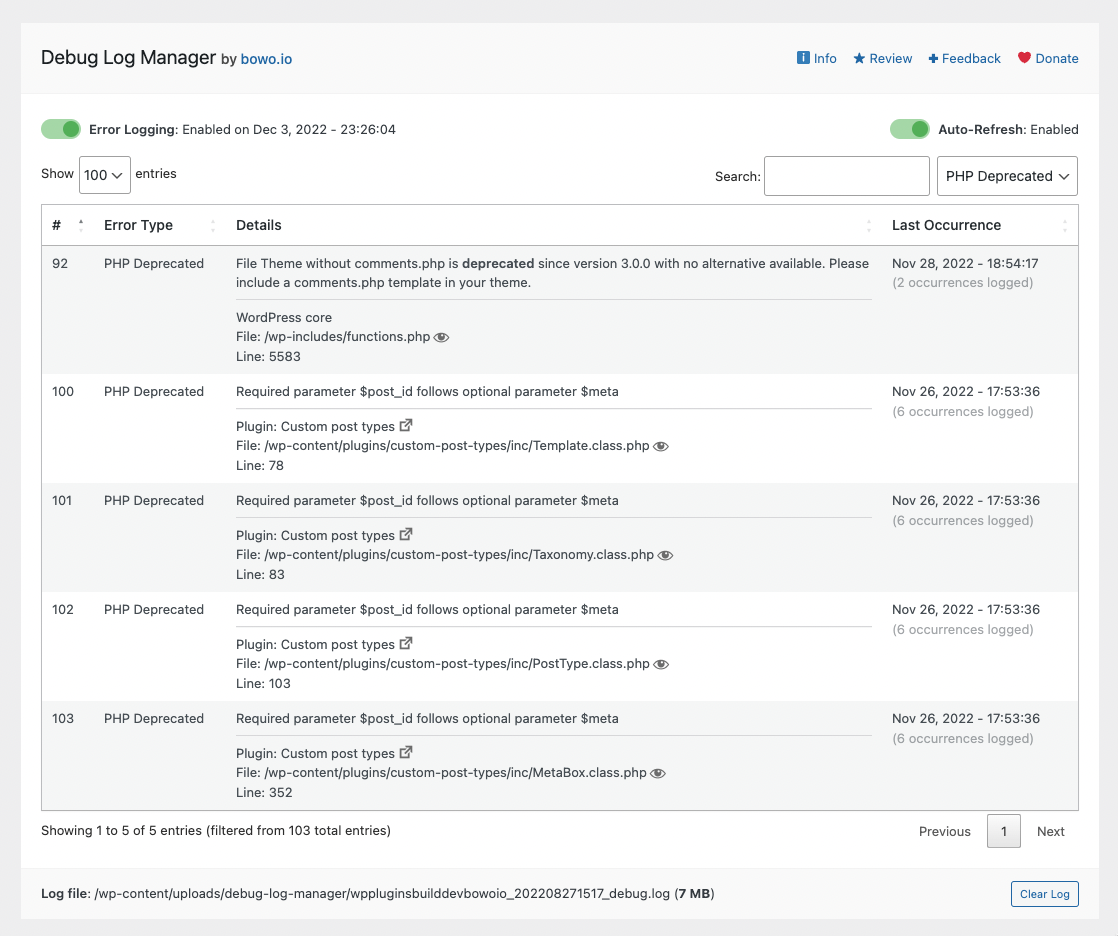 Debug Log Manager by bowo.io
Info Review Feedback Donate
Error Logging: Enabled on Dec 3, 2022 - 23:26:04
Auto-Refresh: Enabled
Show 100 entries
Search: PHP Deprecated
# Error Type Details Last Occurrence
92 PHP Deprecated File Theme without comments.php is deprecated since version 3.0.0 with no alternative available. Please Nov 28, 2022 - 18:54:17
include a comments.php template in your theme. (2 occurrences logged)
WordPress core
File: /wp-includes/functions.php
Line: 5583
100 PHP Deprecated Required parameter $post_id follows optional parameter $meta Nov 26, 2022 - 17:53:36
(6 occurrences logged)
Plugin: Custom post types
File: /wp-content/plugins/custom-post-types/inc/Template.class.php
Line: 78
101 PHP Deprecated Required parameter $post_id follows optional parameter $meta Nov 26, 2022 - 17:53:36
(6 occurrences logged)
Plugin: Custom post types
File: /wp-content/plugins/custom-post-types/inc/Taxonomy.class.php
Line: 83
102 PHP Deprecated Required parameter $post_id follows optional parameter $meta Nov 26, 2022 - 17:53:36
(6 occurrences logged)
Plugin: Custom post types
File: /wp-content/plugins/custom-post-types/inc/PostType.class.php
Line: 103
103 PHP Deprecated Required parameter $post_id follows optional parameter $meta Nov 26, 2022 - 17:53:36
(6 occurrences logged)
Plugin: Custom post types
File: /wp-content/plugins/custom-post-types/inc/MetaBox.class.php
Line: 352
Showing 1 to 5 of 5 entries (filtered from 103 total entries)
Previous 1 Next
Log file: /wp-content/uploads/debug-log-manager/wppluginsbuilddevbowoio_202208271517_debug.log (7 MB)
Clear Log